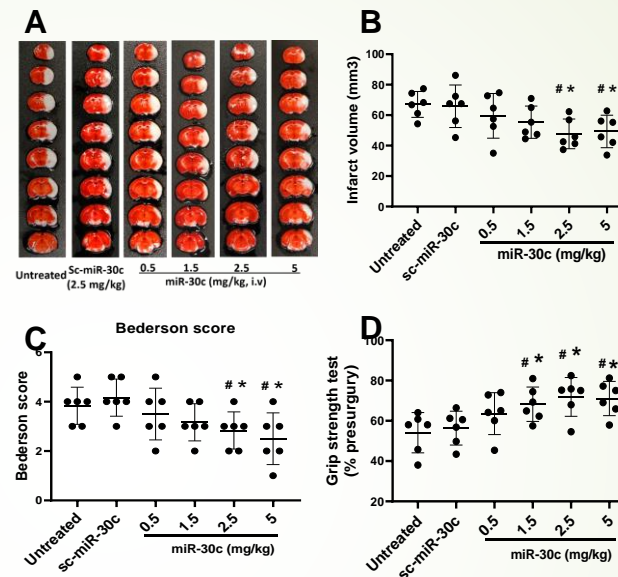 A
Untreated
Sc-miR-30c
(2.5 mg/kg)
0.5 1.5 2.5 5
miR-30c (mg/kg, i.v)
B
Infarct volume (mm3)
100
80
60
40
20
0
# * # *
Untreated
sc-miR-30c
0.5
1.5
2.5
5
miR-30c (mg/kg)
C
Bederson score
Bederson score
6
4
2
0
# * # *
Untreated
sc-miR-30c
0.5
1.5
2.5
5
miR-30c (mg/kg)
D
Grip strength test
(% presurgury)
100
80
60
40
20
# * # * # *
Untreated
sc-miR-30c
0.5
1.5
2.5
5
miR-30c (mg/kg)